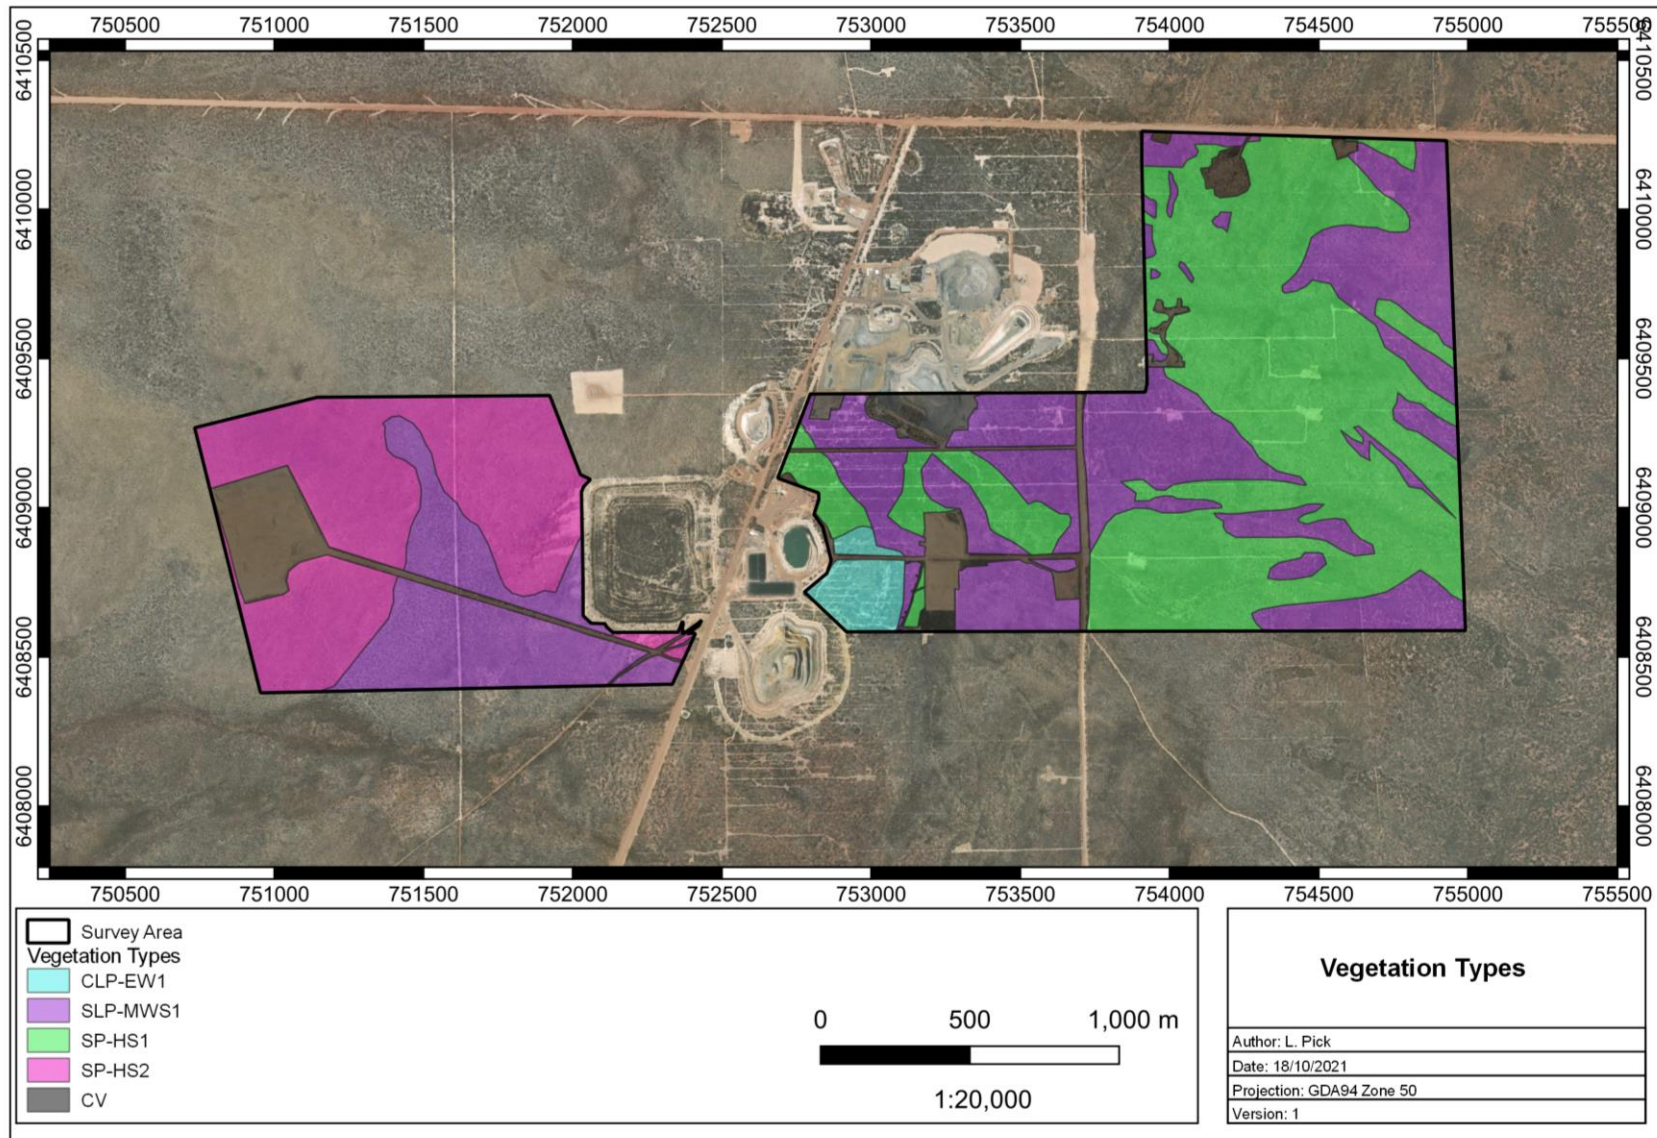 750500 751000 751500 752000 752500 753000 753500 754000 754500 755000 755500
6410500 6410500
6410000 6410000
6409500 6409500
6409000 6409000
6408500 6408500
6408000 6408000
750500 751000 751500 752000 752500 753000 753500 754000 754500 755000 755500
Survey Area
Vegetation Types
CLP-EW1
SLP-MWS1
SP-HS1
SP-HS2
CV
0 500 1,000 m
1:20,000
Vegetation Types
Author: L. Pick
Date: 18/10/2021
Projection: GDA94 Zone 50
Version: 1